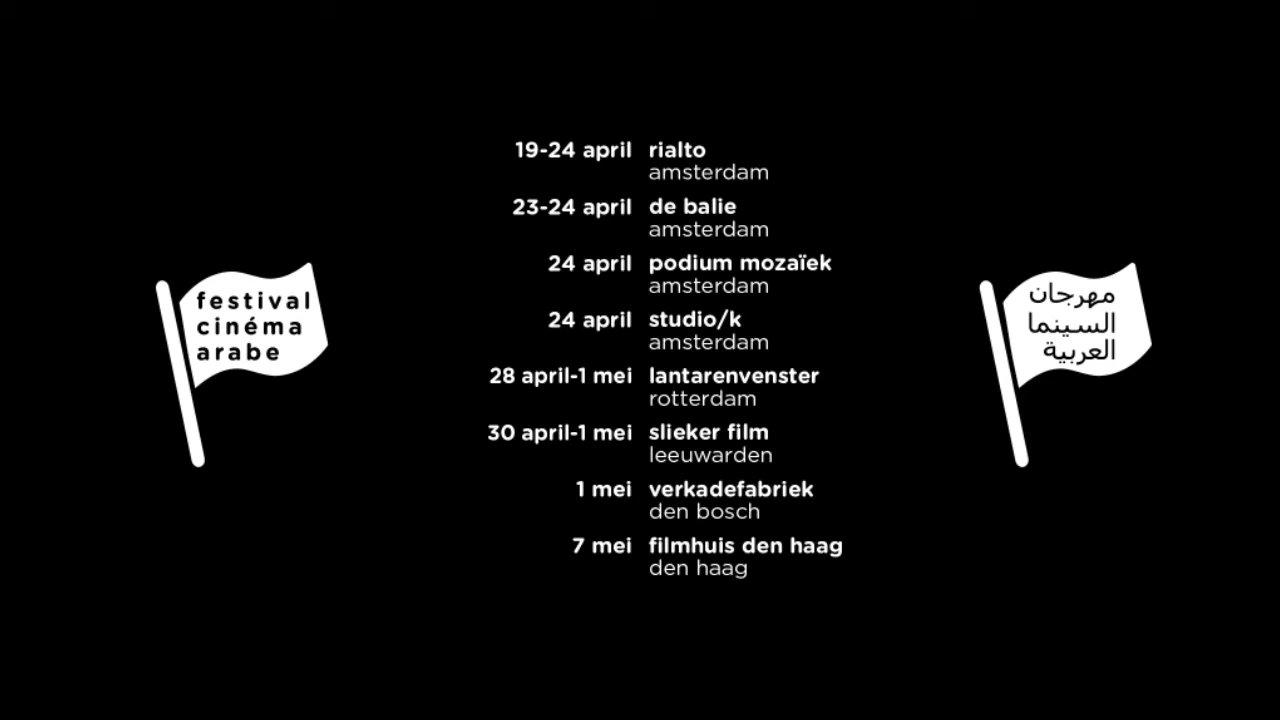 festival
cinéma
arabe
19-24 april rialto
amsterdam
23-24 april de balie
amsterdam
24 april podium mozaïek
amsterdam
24 april studio/k
amsterdam
28 april-1 mei lantarenvenster
rotterdam
30 april-1 mei slieker film
leeuwarden
1 mei verkadefabriek
den bosch
7 mei filmhuis den haag
den haag
مهرجان
السينما
العربية